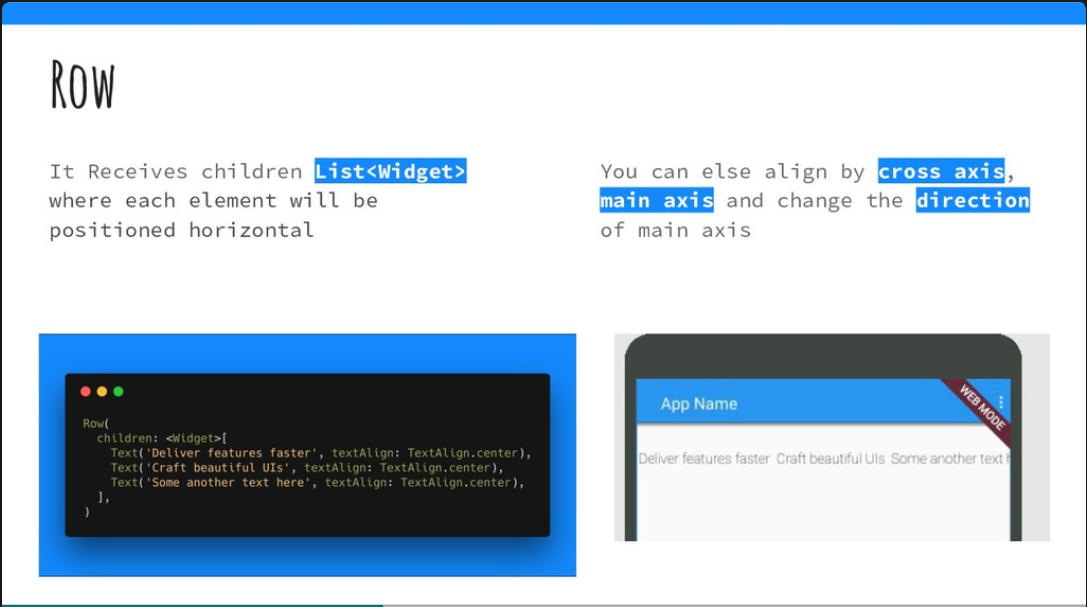 Row
It Receives children List<Widget>
where each element will be
positioned horizontal
You can else align by cross axis,
main axis and change the direction
of main axis
Row(
  children: <Widget>[
    Text('Deliver features faster', textAlign: TextAlign.center),
    Text('Craft beautiful UIs', textAlign: TextAlign.center),
    Text('Some another text here', textAlign: TextAlign.center),
  ],
)
App Name
WEB MODE
Deliver features faster Craft beautiful UIs Some another text